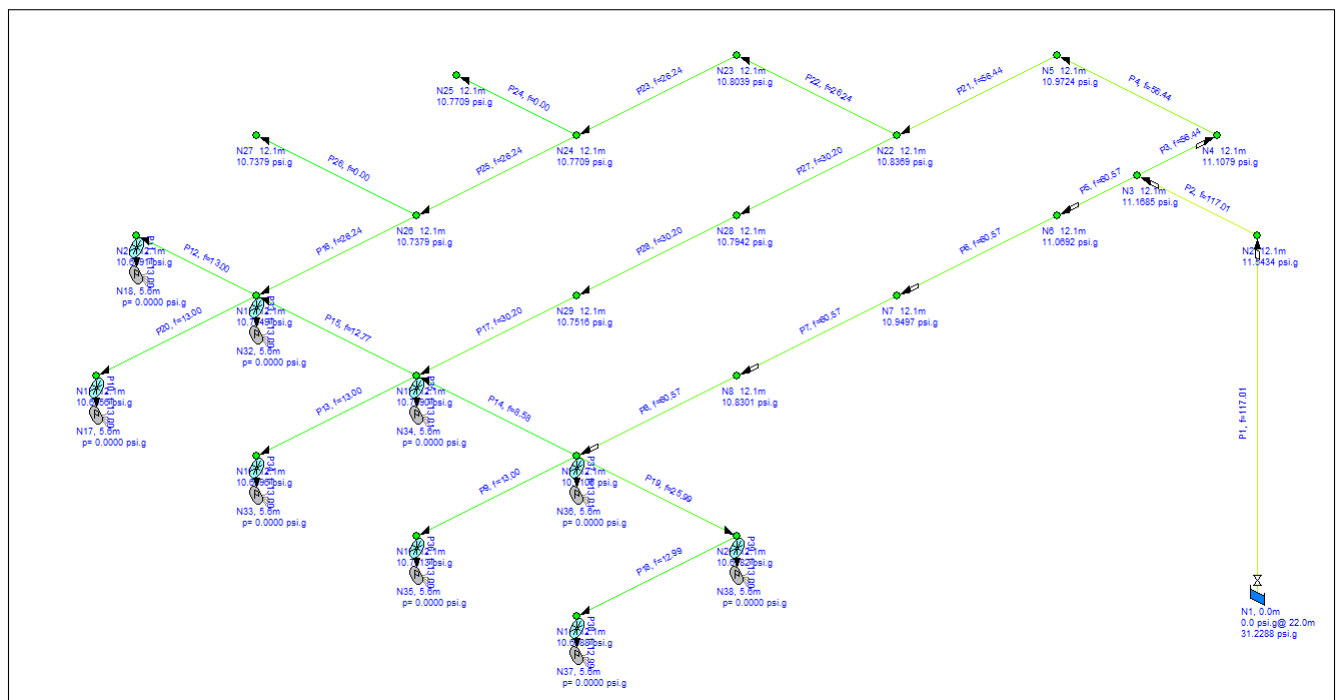 N23 12.1m
10.8039 psi.g
N5 12.1m
10.9724 psi.g
P23, f=26.24
P22, f=26.24
P21, f=56.44
P4, f=56.44
N25 12.1m
10.7709 psi.g
P24, f=0.00
N27 12.1m
10.7379 psi.g
P25, f=26.24
N24 12.1m
10.7709 psi.g
N22 12.1m
10.8369 psi.g
P27, f=30.20
P3, f=56.44
N4 12.1m
11.1079 psi.g
P26, f=0.00
P5, f=60.57
N3 12.1m
11.1685 psi.g
P2, f=117.01
P16, f=26.24
N26 12.1m
10.7379 psi.g
P28, f=30.20
N28 12.1m
10.7942 psi.g
P6, f=60.57
N6 12.1m
11.0692 psi.g
P12, f=13.00
N18, 5.6m
p= 0.0000 psi.g
P20, f=13.00
P15, f=12.77
P17, f=30.20
N29 12.1m
10.7516 psi.g
P7, f=60.57
N7 12.1m
10.9497 psi.g
N32, 5.6m
p= 0.0000 psi.g
P13, f=13.00
P14, f=8.58
P8, f=60.57
N8 12.1m
10.8301 psi.g
N17, 5.6m
p= 0.0000 psi.g
N34, 5.6m
p= 0.0000 psi.g
P1, f=117.01
P9, f=13.00
P19, f=25.99
N33, 5.6m
p= 0.0000 psi.g
N36, 5.6m
p= 0.0000 psi.g
P18, f=12.99
N35, 5.6m
p= 0.0000 psi.g
N38, 5.6m
p= 0.0000 psi.g
N37, 5.6m
p= 0.0000 psi.g
N1, 0.0m
0.0 psi.g@ 22.0m
31.2288 psi.g